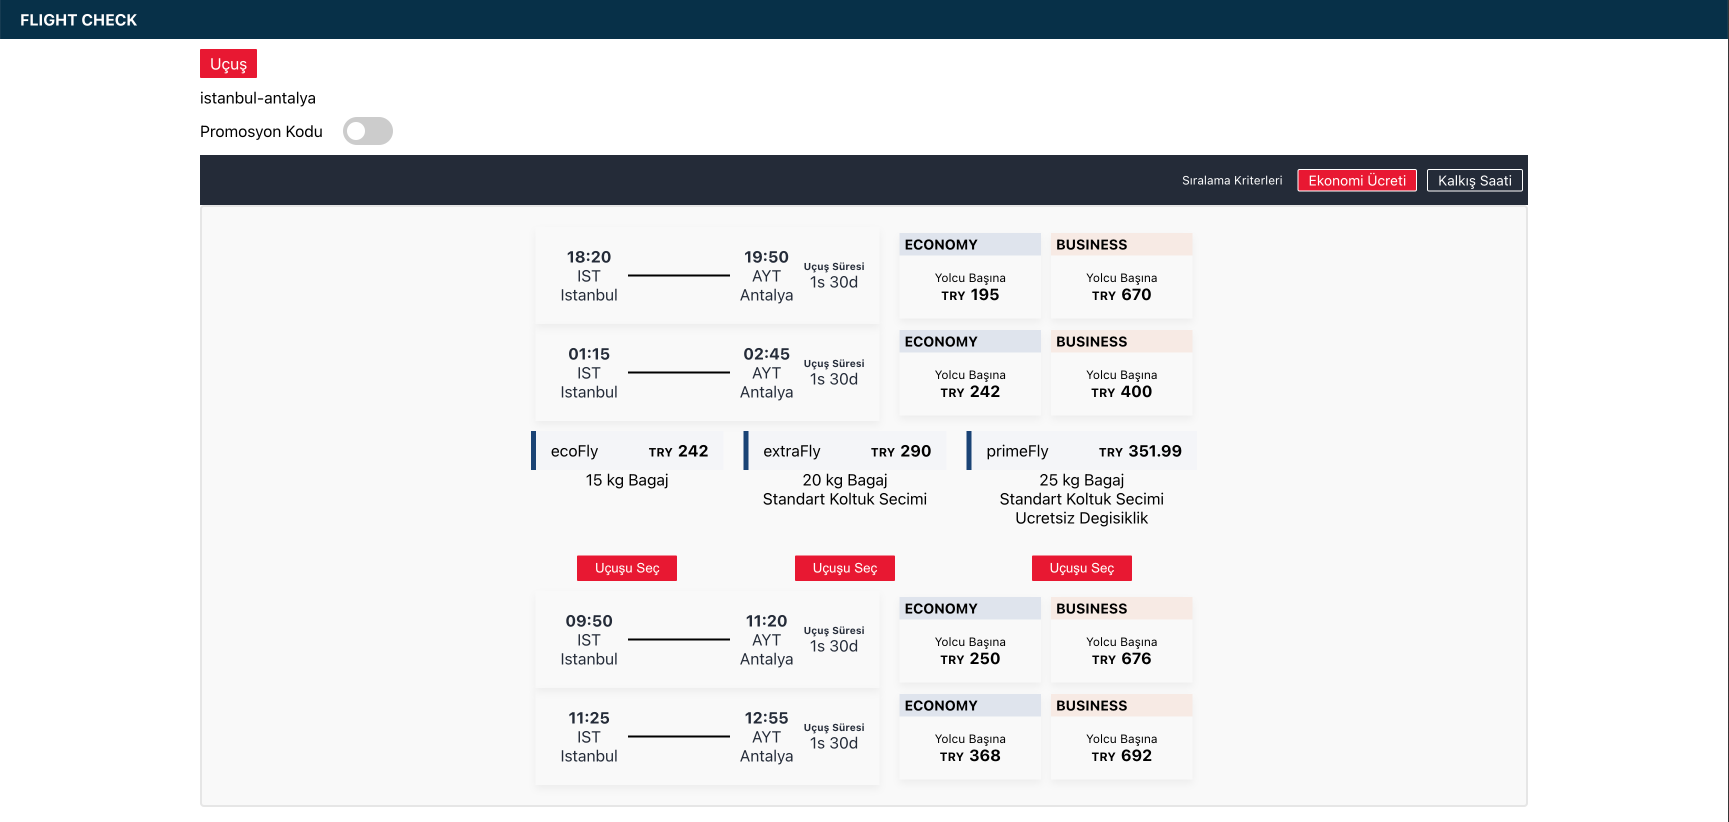 FLIGHT CHECK
Uçuş
istanbul-antalya
Promosyon Kodu
Sıralama Kriterleri
Ekonomi Ücreti
Kalkış Saati
18:20
IST
Istanbul
19:50
AYT
Antalya
Uçuş Süresi
1s 30d
ECONOMY
Yolcu Başına
TRY 195
BUSINESS
Yolcu Başına
TRY 670
01:15
IST
Istanbul
02:45
AYT
Antalya
Uçuş Süresi
1s 30d
ECONOMY
Yolcu Başına
TRY 242
BUSINESS
Yolcu Başına
TRY 400
ecoFly TRY 242
15 kg Bagaj
Uçuşu Seç
extraFly TRY 290
20 kg Bagaj
Standart Koltuk Secimi
Uçuşu Seç
primeFly TRY 351.99
25 kg Bagaj
Standart Koltuk Secimi
Ucretsiz Degisiklik
Uçuşu Seç
09:50
IST
Istanbul
11:20
AYT
Antalya
Uçuş Süresi
1s 30d
ECONOMY
Yolcu Başına
TRY 250
BUSINESS
Yolcu Başına
TRY 676
11:25
IST
Istanbul
12:55
AYT
Antalya
Uçuş Süresi
1s 30d
ECONOMY
Yolcu Başına
TRY 368
BUSINESS
Yolcu Başına
TRY 692